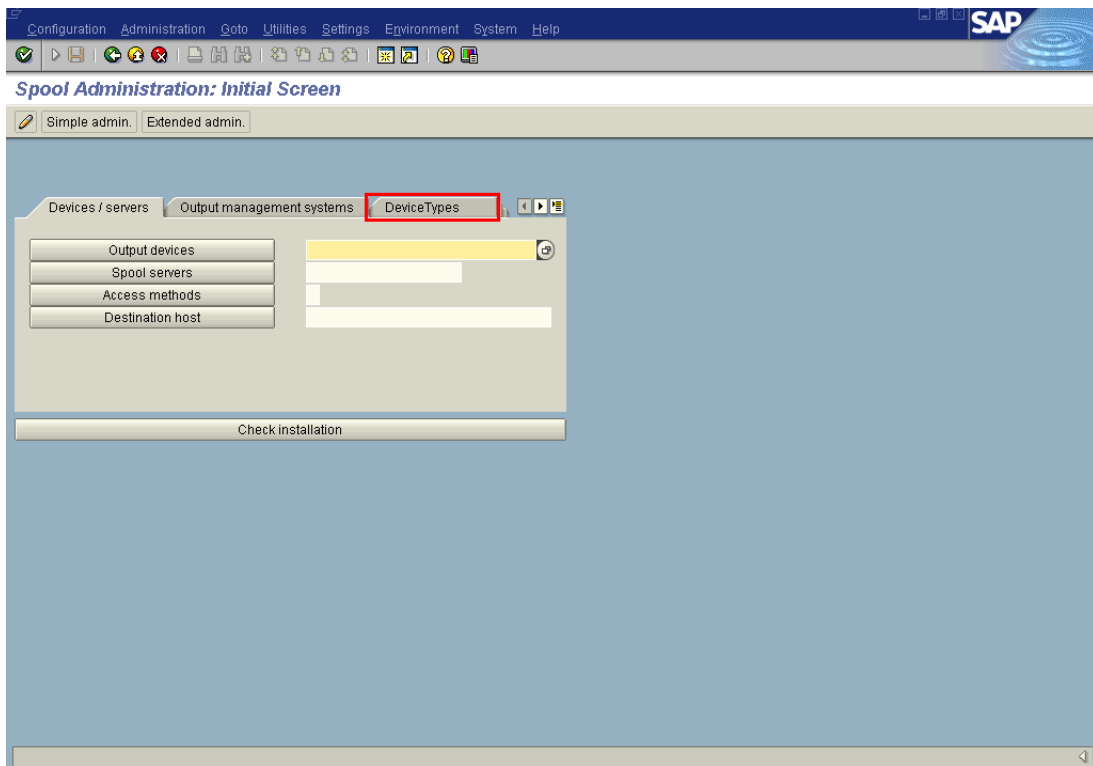 Configuration Administration Goto Utilities Settings Environment System Help
SAP
Spool Administration: Initial Screen
Simple admin. Extended admin.
Devices / servers Output management systems DeviceTypes
Output devices
Spool servers
Access methods
Destination host
Check installation